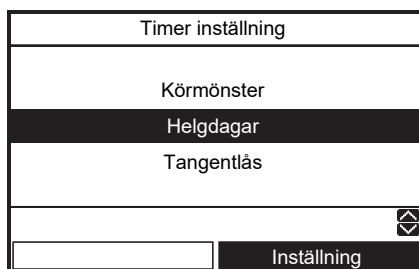 Timer inställning
Körmönster
Helgdagar
Tangentlås
Inställning